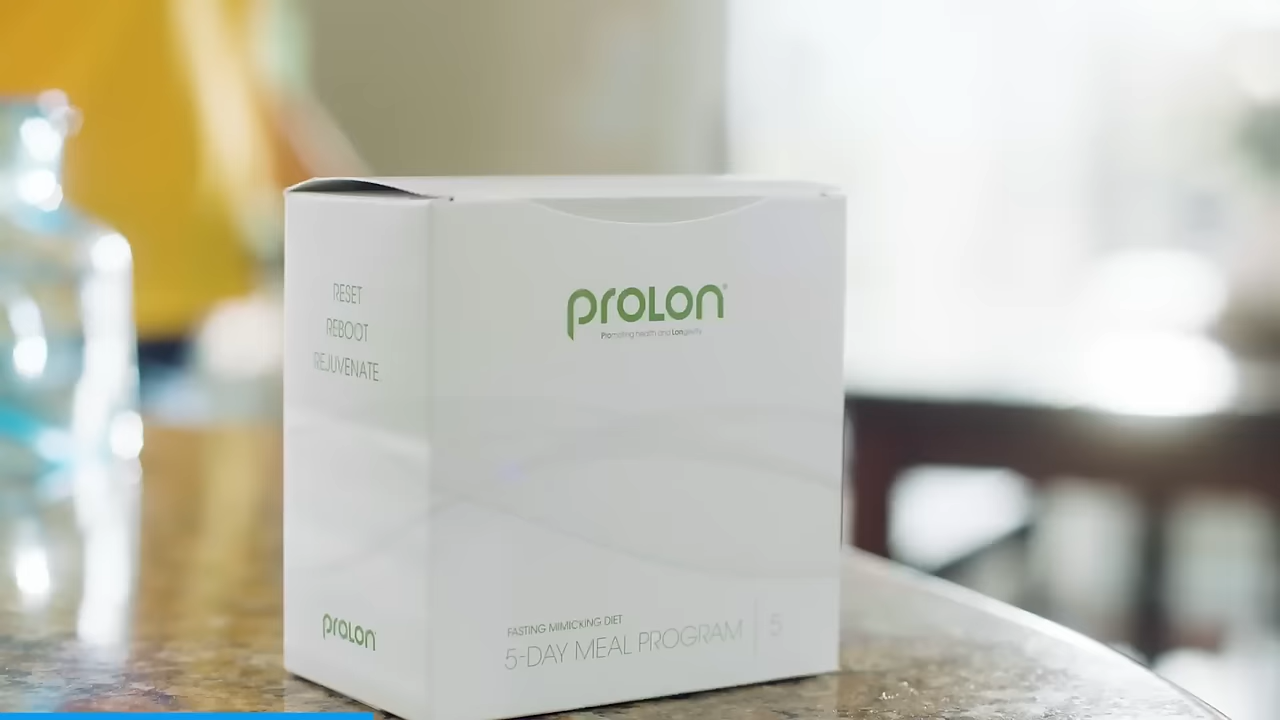 RESET
REBOOT
REJUVENATE
prolon
prolon®
Promoting health and Longevity
FASTING MIMICKING DIET
5-DAY MEAL PROGRAM 5